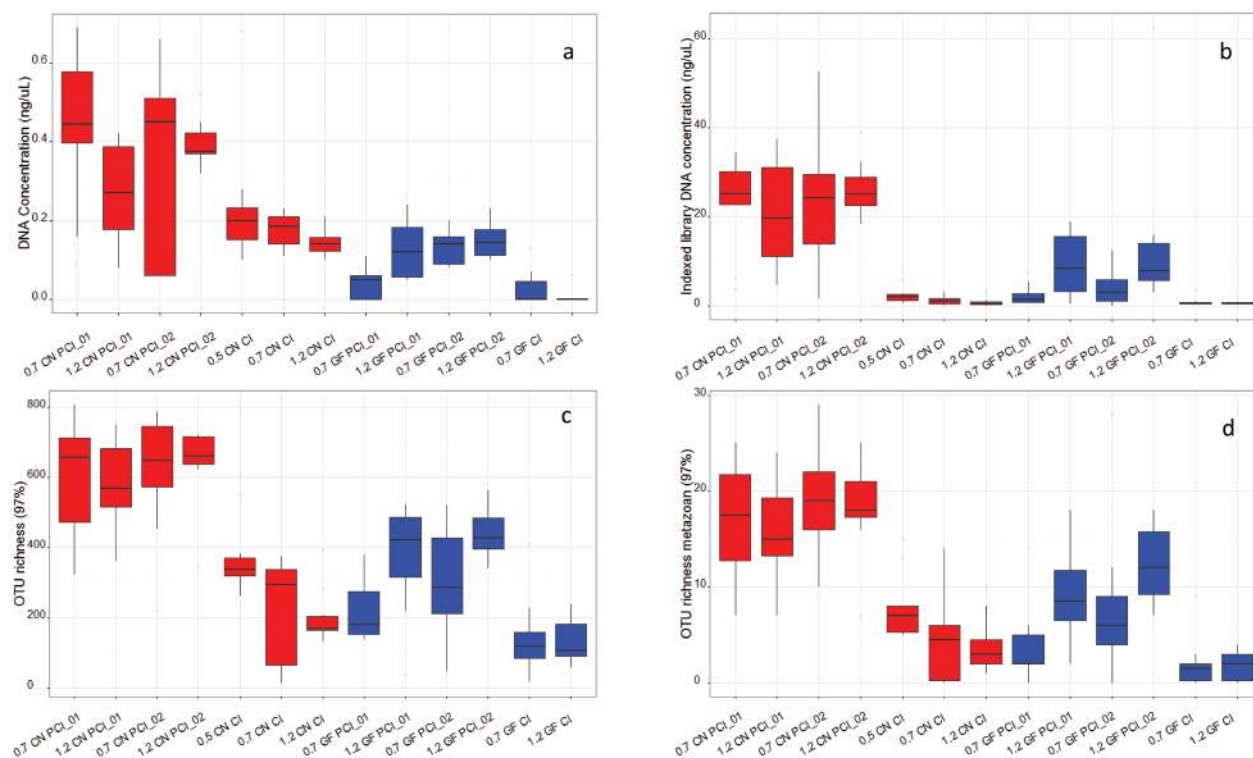 a
DNA Concentration (ng/uL)
0.6
0.4
0.2
0.0
0.7 CN PCI_01
1.2 CN PCI_01
0.7 CN PCI_02
1.2 CN PCI_02
0.5 CN CI
0.7 CN CI
1.2 CN CI
0.7 GF PCI_01
1.2 GF PCI_01
0.7 GF PCI_02
1.2 GF PCI_02
0.7 GF CI
1.2 GF CI
b
Indexed library DNA concentration (ng/uL)
60
40
20
0
0.7 CN PCI_01
1.2 CN PCI_01
0.7 CN PCI_02
1.2 CN PCI_02
0.5 CN CI
0.7 CN CI
1.2 CN CI
0.7 GF PCI_01
1.2 GF PCI_01
0.7 GF PCI_02
1.2 GF PCI_02
0.7 GF CI
1.2 GF CI
c
OTU richness (97%)
800
600
400
200
0
0.7 CN PCI_01
1.2 CN PCI_01
0.7 CN PCI_02
1.2 CN PCI_02
0.5 CN CI
0.7 CN CI
1.2 CN CI
0.7 GF PCI_01
1.2 GF PCI_01
0.7 GF PCI_02
1.2 GF PCI_02
0.7 GF CI
1.2 GF CI
d
OTU richness metazoan (97%)
30
20
10
0
0.7 CN PCI_01
1.2 CN PCI_01
0.7 CN PCI_02
1.2 CN PCI_02
0.5 CN CI
0.7 CN CI
1.2 CN CI
0.7 GF PCI_01
1.2 GF PCI_01
0.7 GF PCI_02
1.2 GF PCI_02
0.7 GF CI
1.2 GF CI